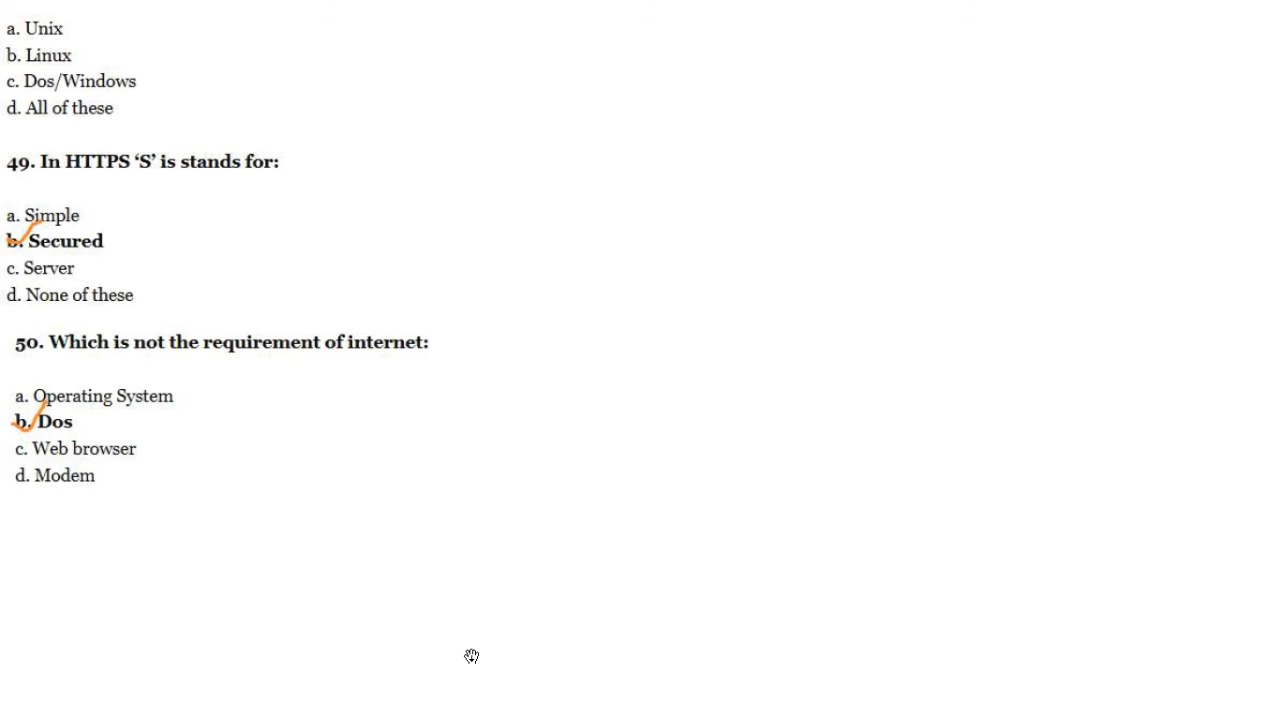 a. Unix
b. Linux
c. Dos/Windows
d. All of these
49. In HTTPS ‘S’ is stands for:
a. Simple
b. Secured
c. Server
d. None of these
50. Which is not the requirement of internet:
a. Operating System
b. Dos
c. Web browser
d. Modem